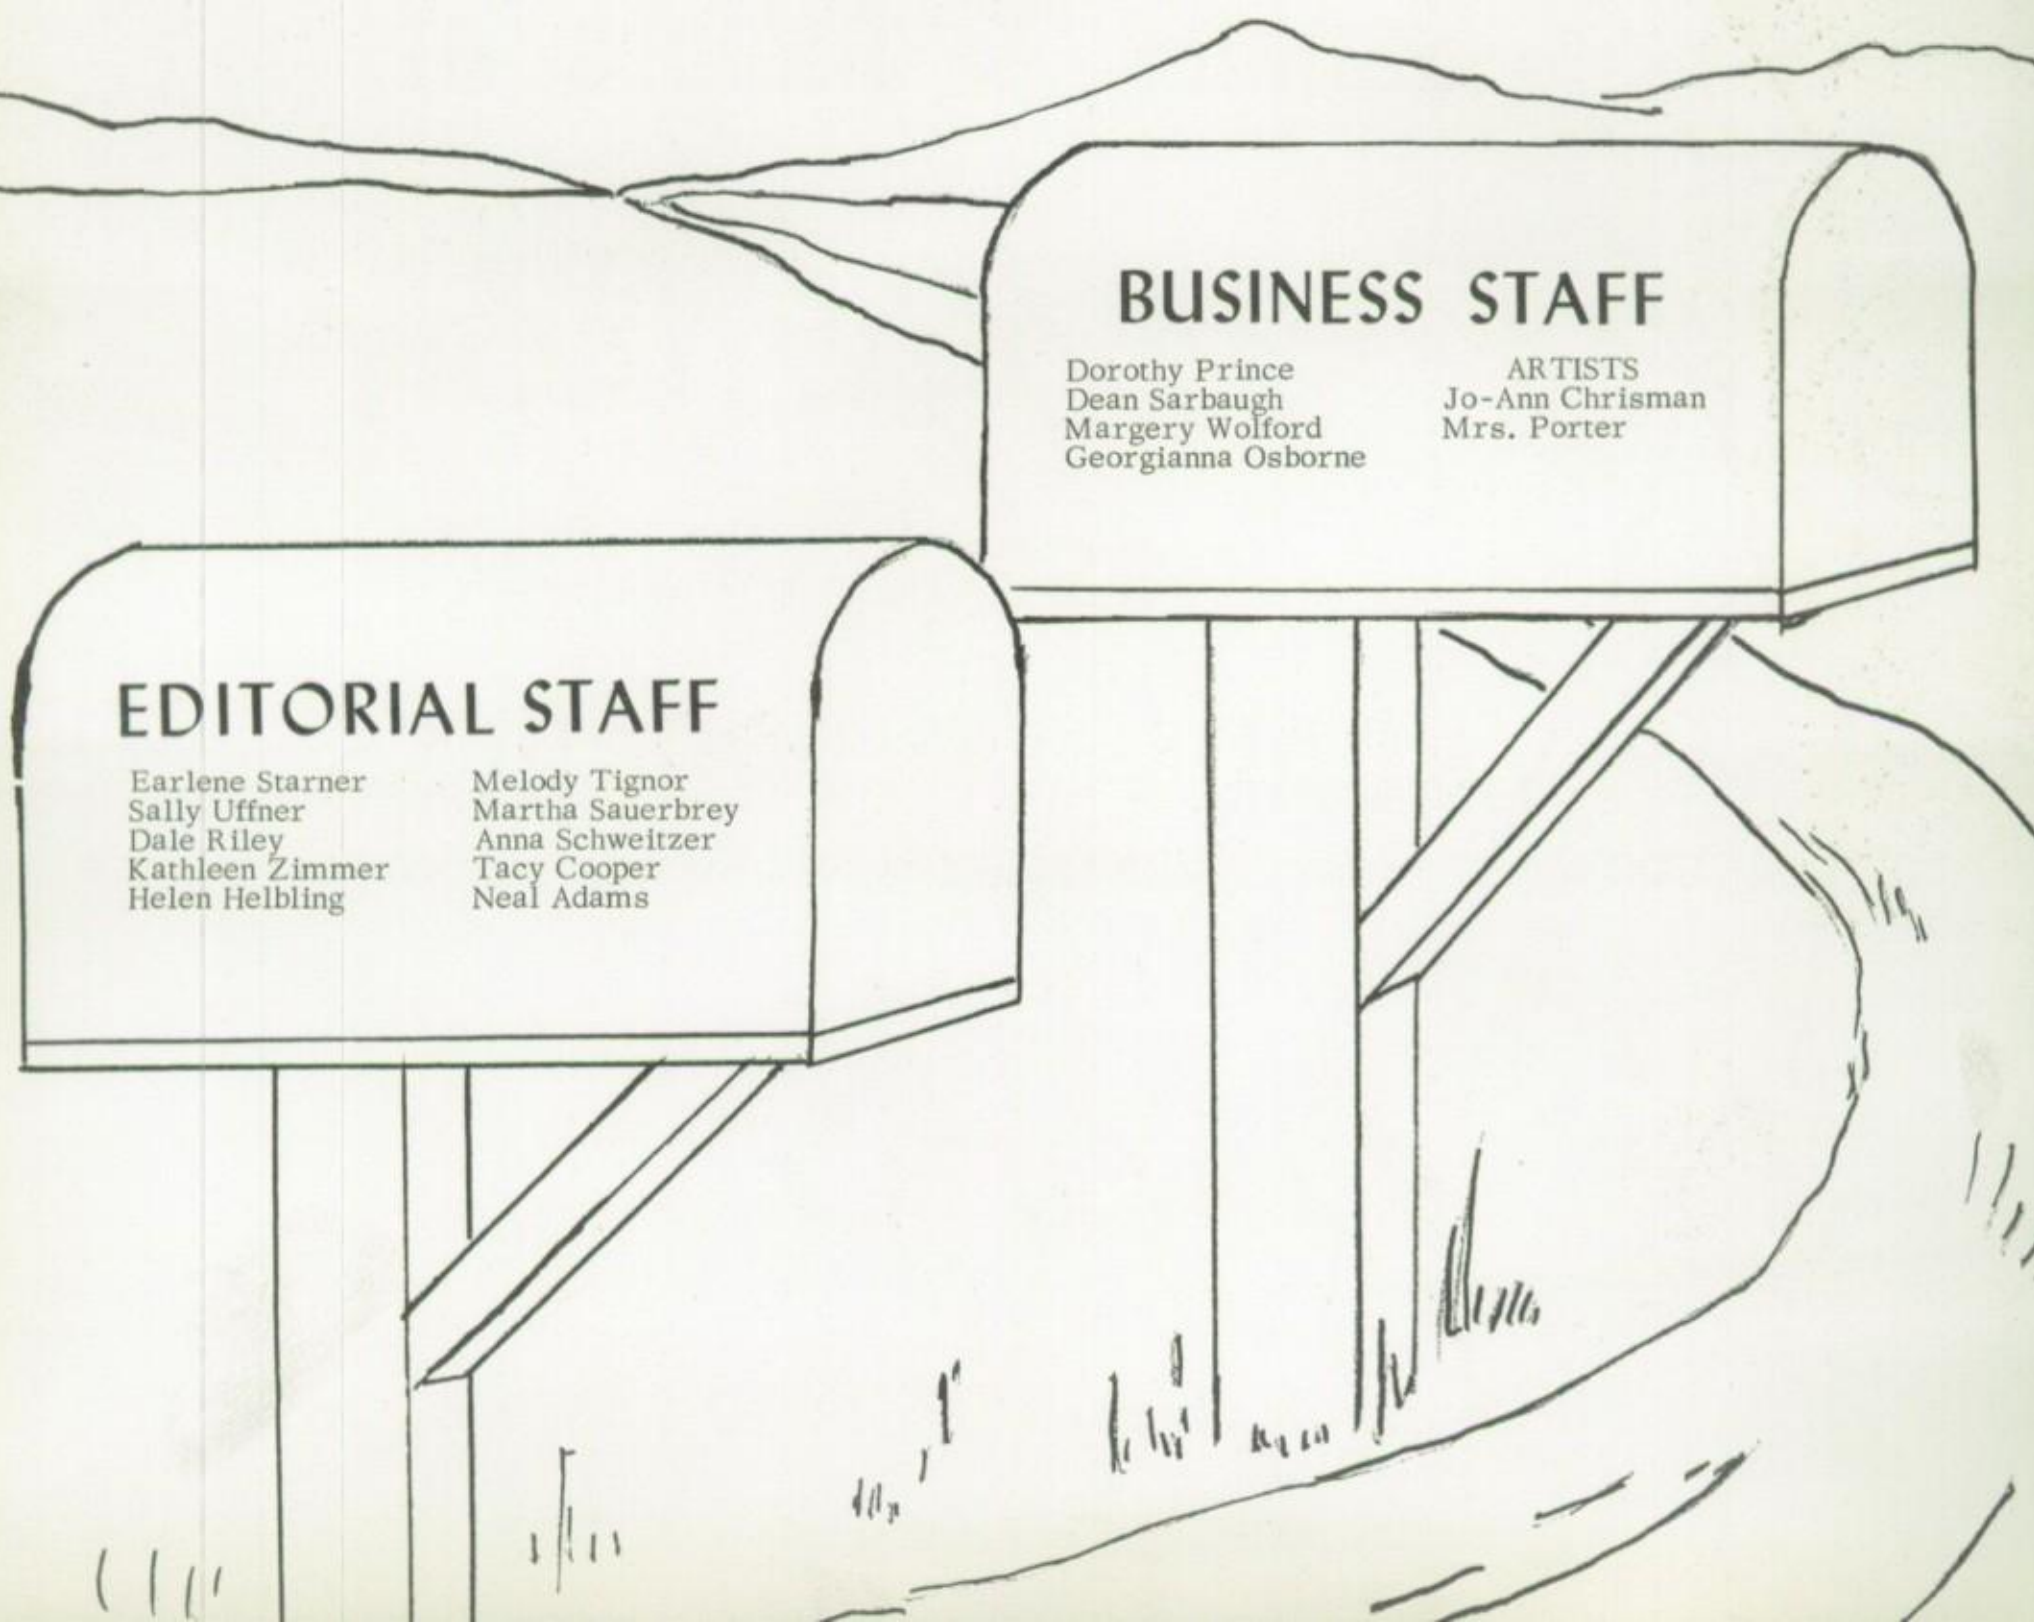 BUSINESS STAFF
Dorothy Prince
Dean Sarbaugh
Margery Wolford
Georgianna Osborne
ARTISTS
Jo-Ann Chrisman
Mrs. Porter
EDITORIAL STAFF
Earlene Starner
Sally Uffner
Dale Riley
Kathleen Zimmer
Helen Helbling
Melody Tignor
Martha Sauerbrey
Anna Schweitzer
Tacy Cooper
Neal Adams